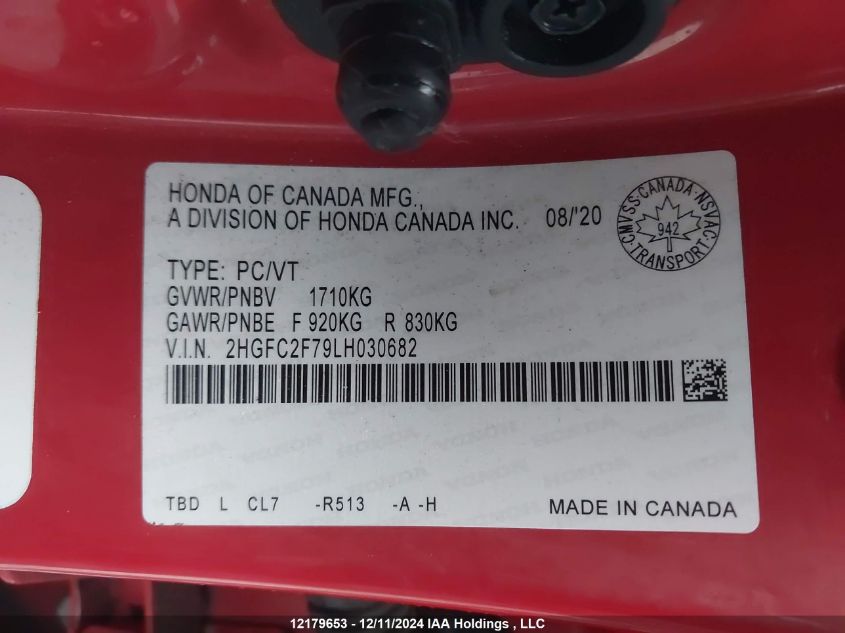 HONDA OF CANADA MFG.,
A DIVISION OF HONDA CANADA INC. 08/'20
CMVSS·CANADA·NSVAC·TRANSPORT·
942
TYPE: PC/VT
GVWR/PNBV 1710KG
GAWR/PNBE F 920KG R 830KG
V.I.N. 2HGFC2F79LH030682
TBD L CL7 -R513 -A -H
MADE IN CANADA
12179653 - 12/11/2024 IAA Holdings , LLC